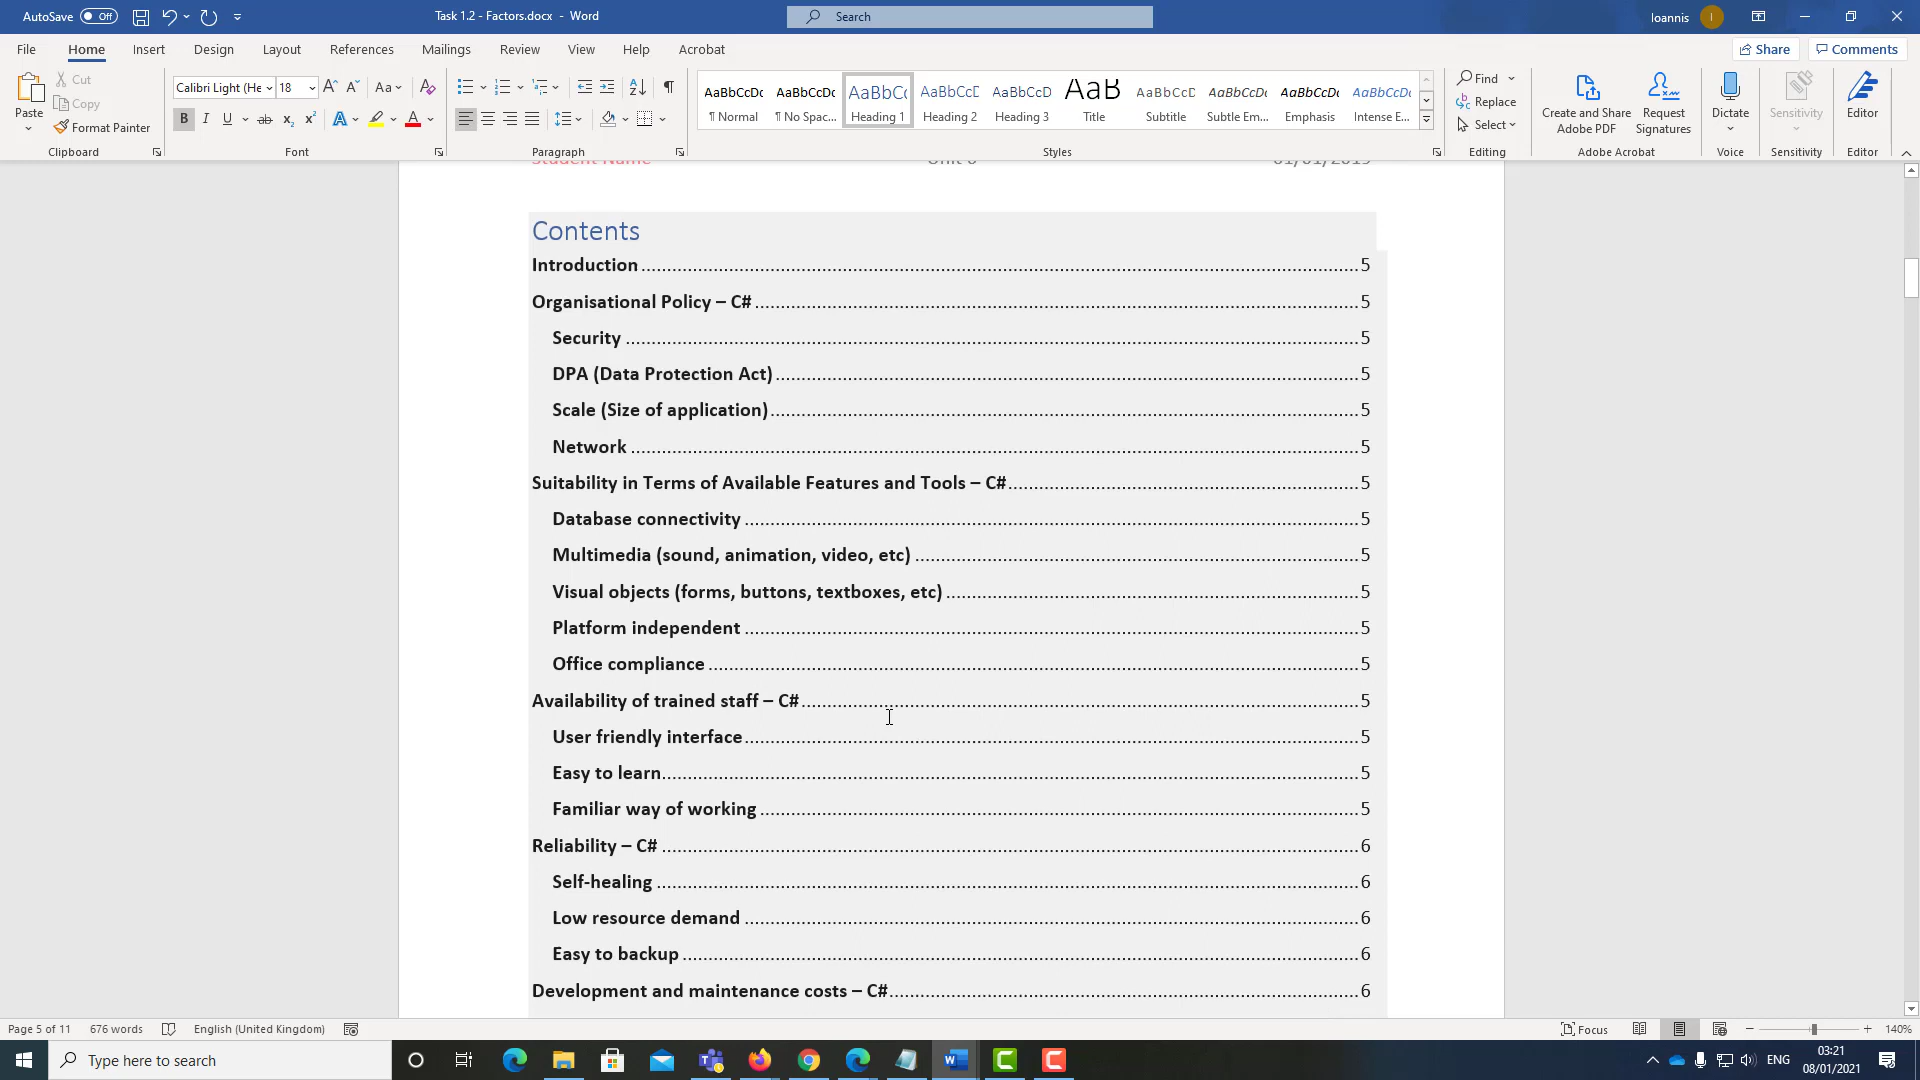 AutoSave Off Task 1.2 - Factors.docx - Word Search Ioannis I
File Home Insert Design Layout References Mailings Review View Help Acrobat Share Comments
Paste Cut Copy Format Painter Clipboard
Calibri Light (He 18 Aa Font
Paragraph
AaBbCcDc AaBbCcDc AaBbCc AaBbCcD AaBbCcD AaB AaBbCcD AaBbCcDc AaBbCcDc AaBbCcDc
¶ Normal ¶ No Spac... Heading 1 Heading 2 Heading 3 Title Subtitle Subtle Em... Emphasis Intense E...
Styles
Find Replace Select Editing
Create and Share Adobe PDF Request Signatures Adobe Acrobat
Dictate Voice
Sensitivity Sensitivity
Editor Editor
Student Name Unit 6 01/01/2019
Contents
Introduction 5
Organisational Policy – C# 5
Security 5
DPA (Data Protection Act) 5
Scale (Size of application) 5
Network 5
Suitability in Terms of Available Features and Tools – C# 5
Database connectivity 5
Multimedia (sound, animation, video, etc) 5
Visual objects (forms, buttons, textboxes, etc) 5
Platform independent 5
Office compliance 5
Availability of trained staff – C# 5
User friendly interface 5
Easy to learn 5
Familiar way of working 5
Reliability – C# 6
Self-healing 6
Low resource demand 6
Easy to backup 6
Development and maintenance costs – C# 6
Page 5 of 11 676 words English (United Kingdom) Focus 140%
Type here to search ENG 03:21
08/01/2021